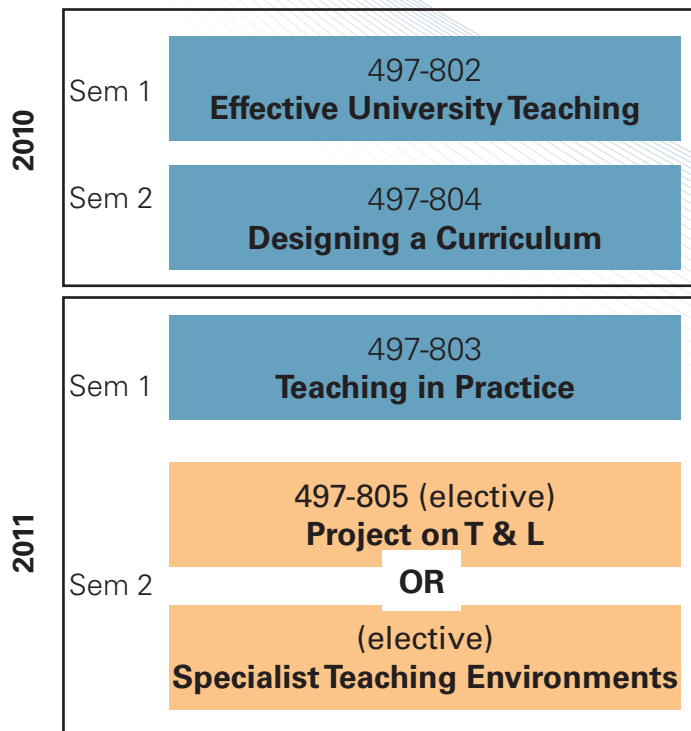 2010
Sem 1
497-802
Effective University Teaching
Sem 2
497-804
Designing a Curriculum
2011
Sem 1
497-803
Teaching in Practice
Sem 2
497-805 (elective)
Project on T & L
OR
(elective)
Specialist Teaching Environments